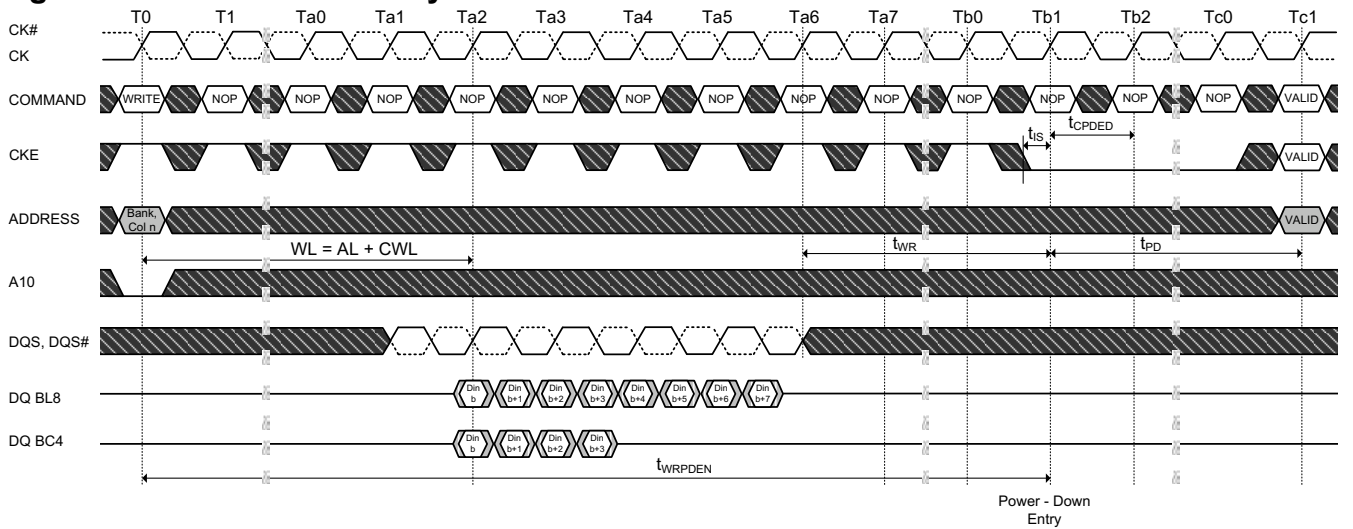 T0 T1 Ta0 Ta1 Ta2 Ta3 Ta4 Ta5 Ta6 Ta7 Tb0 Tb1 Tb2 Tc0 Tc1
CK#
CK
COMMAND WRITE NOP NOP NOP NOP NOP NOP NOP NOP NOP NOP NOP NOP NOP VALID
tIS tCPDED
CKE VALID
ADDRESS Bank, Col n VALID
WL = AL + CWL tWR tPD
A10
DQS, DQS#
DQ BL8 Din b Din b+1 Din b+2 Din b+3 Din b+4 Din b+5 Din b+6 Din b+7
DQ BC4 Din b Din b+1 Din b+2 Din b+3
tWRPDEN
Power - Down
Entry